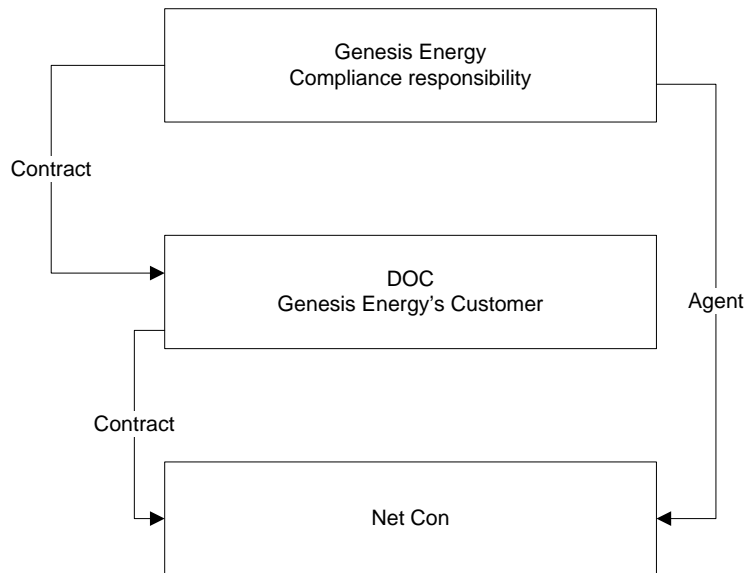 Genesis Energy
Compliance responsibility
Contract
DOC
Genesis Energy's Customer
Agent
Contract
Net Con